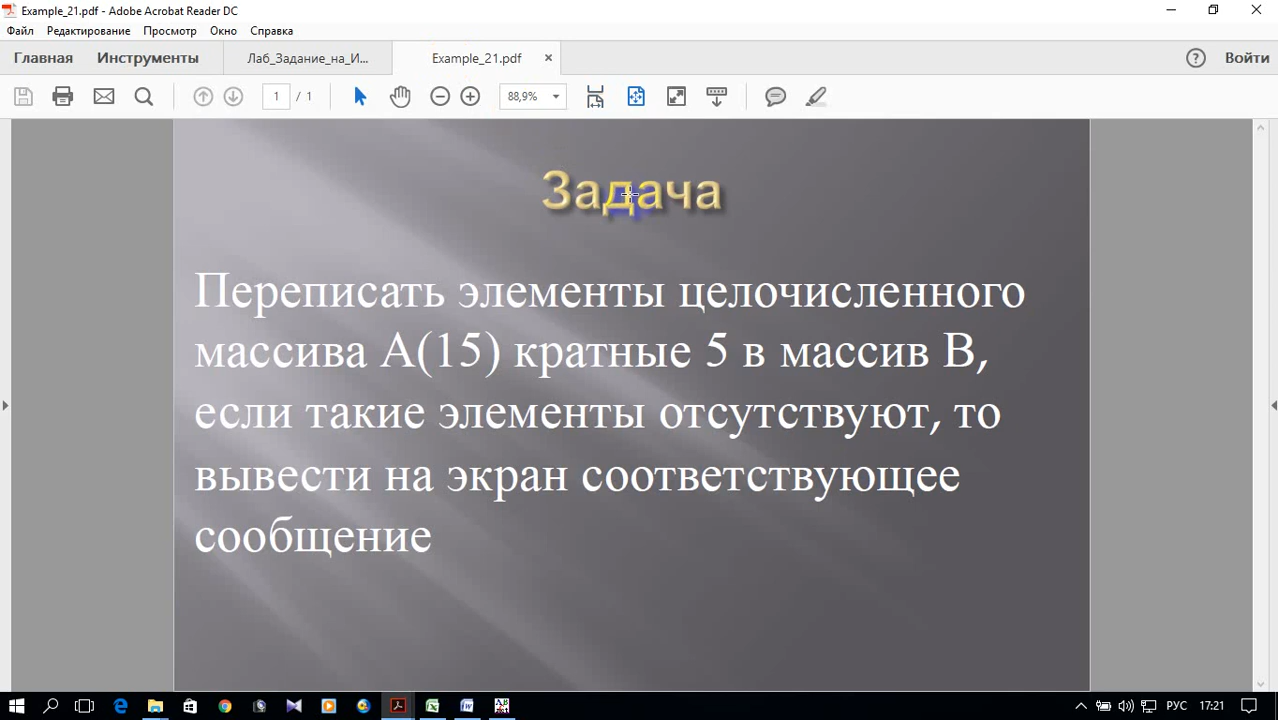 Example_21.pdf - Adobe Acrobat Reader DC
Файл Редактирование Просмотр Окно Справка
Главная Инструменты Лаб_Задание_на_И... Example_21.pdf × Войти
1 / 1 88,9%
Задача
Переписать элементы целочисленного
массива А(15) кратные 5 в массив В,
если такие элементы отсутствуют, то
вывести на экран соответствующее
сообщение
РУС 17:21